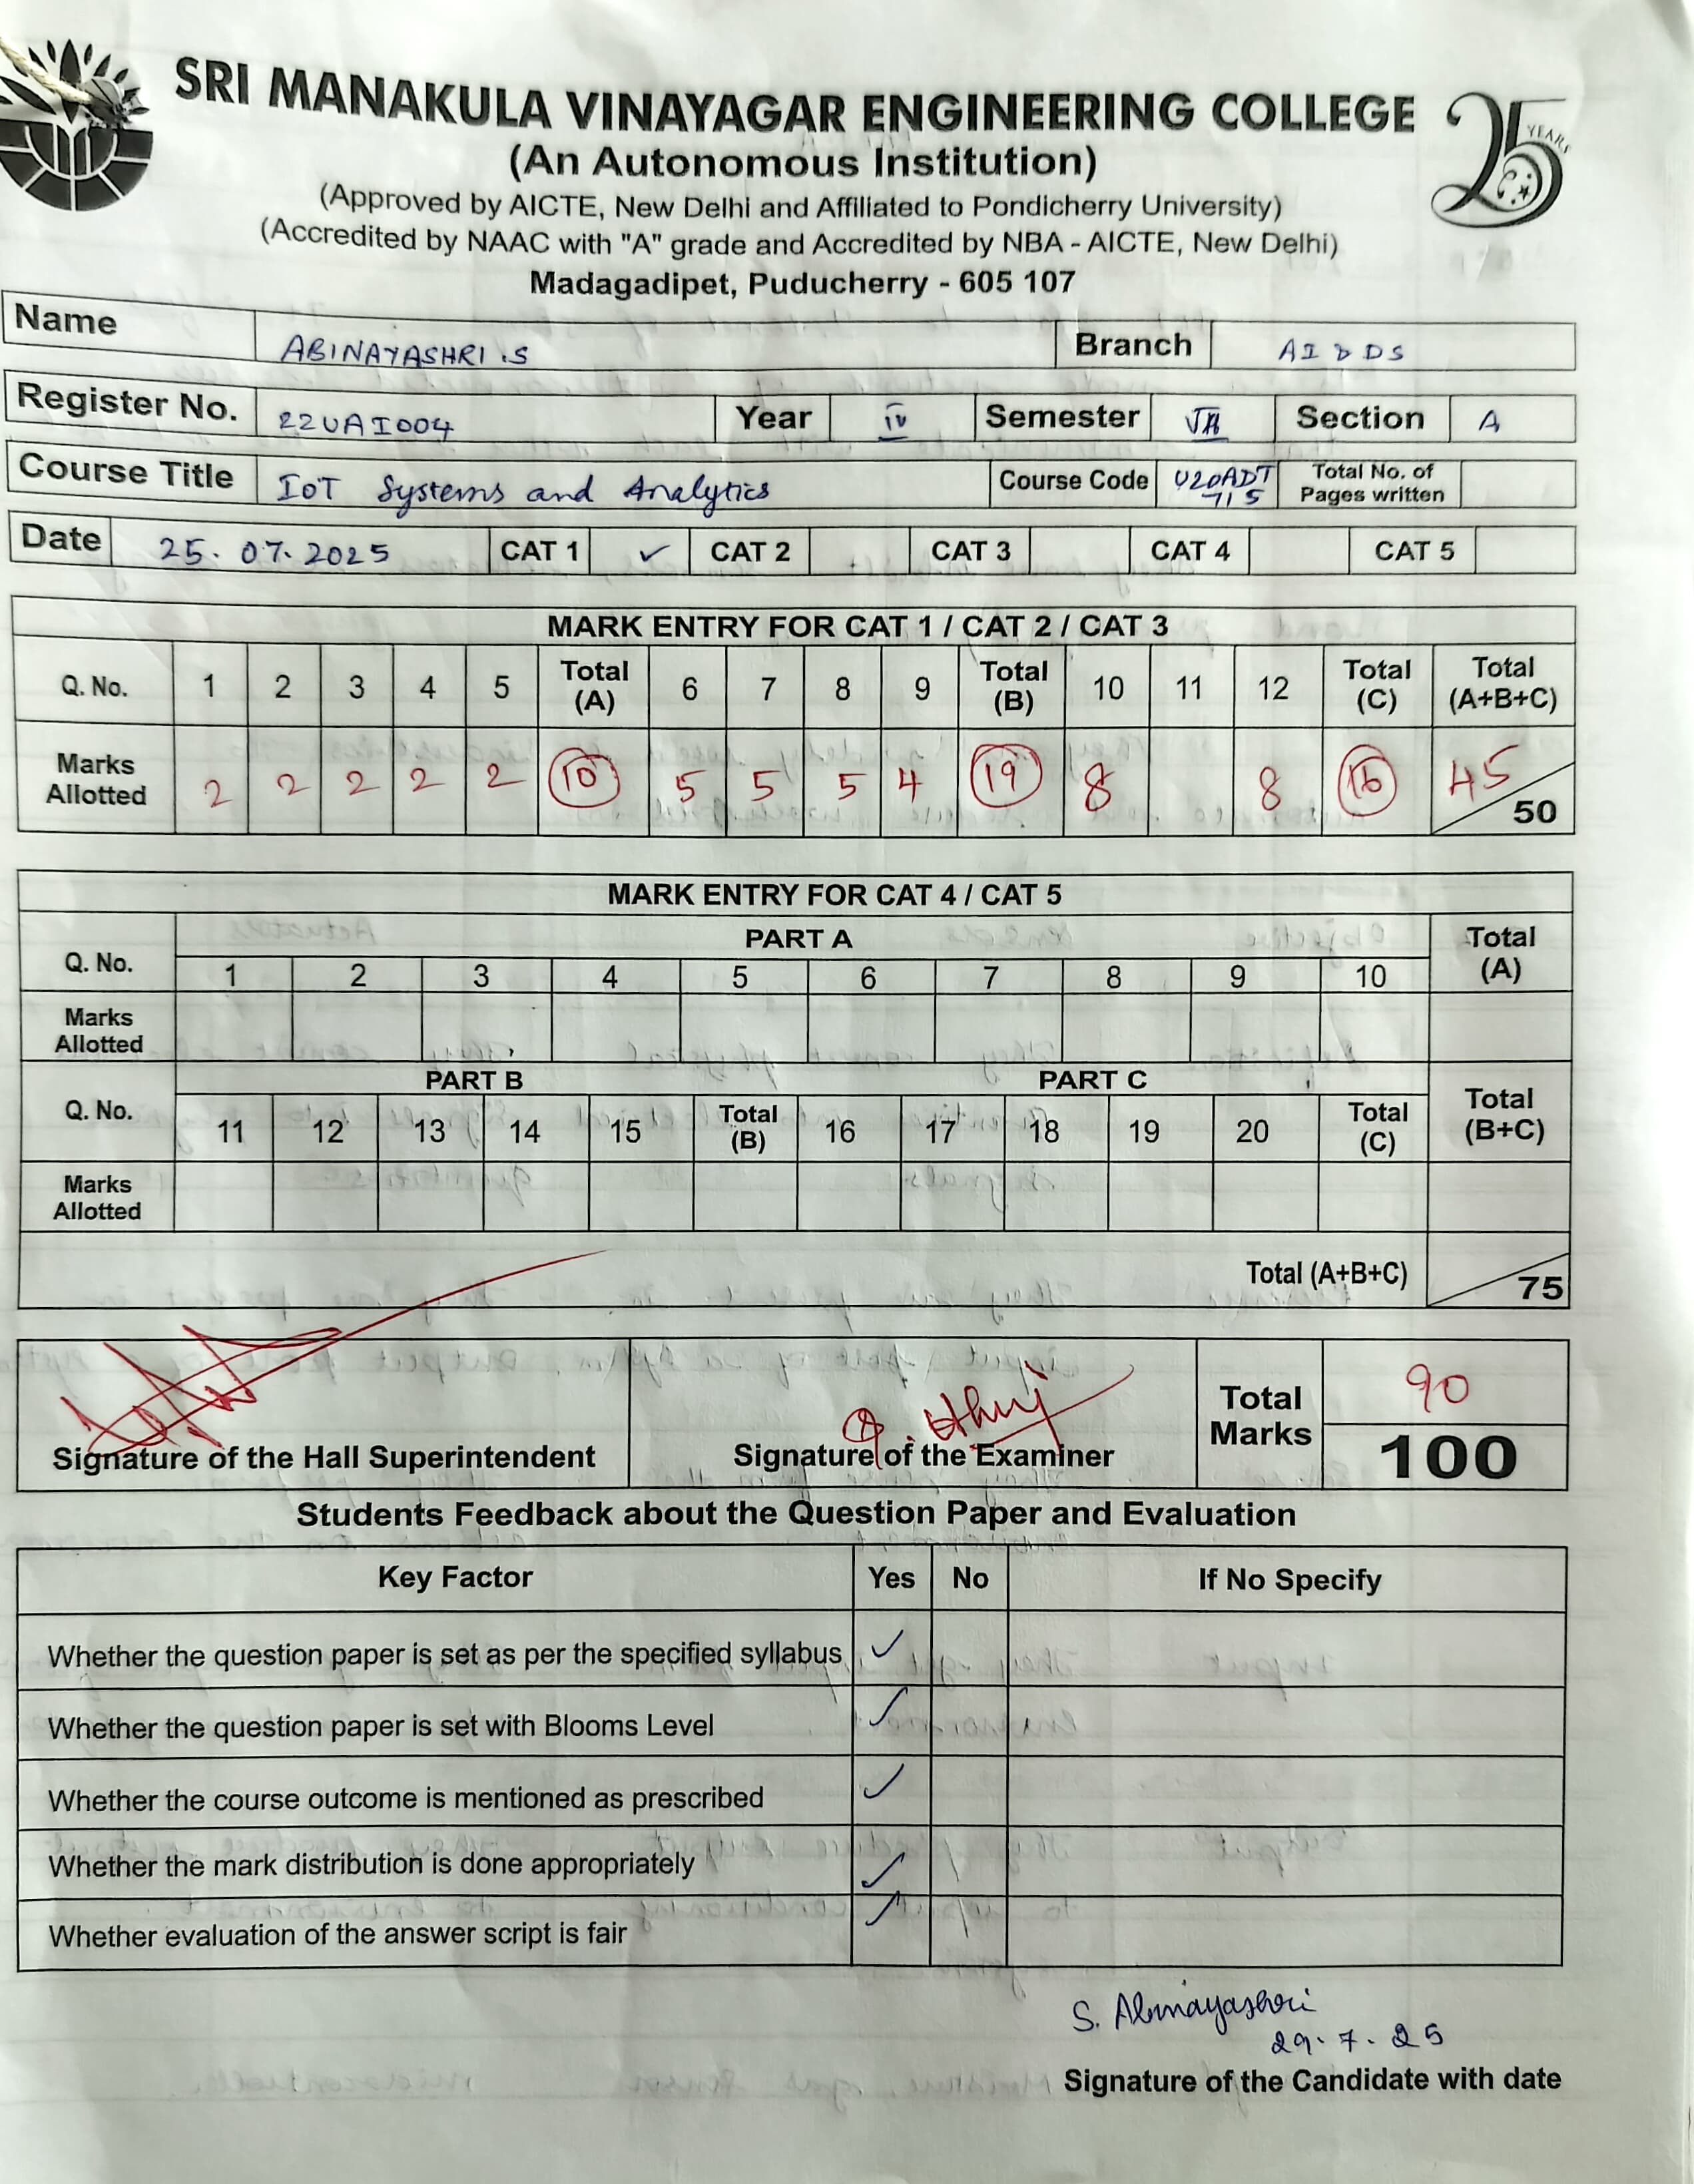 SRI MANAKULA VINAYAGAR ENGINEERING COLLEGE
25 YEARS
(An Autonomous Institution)
(Approved by AICTE, New Delhi and Affiliated to Pondicherry University)
(Accredited by NAAC with "A" grade and Accredited by NBA - AICTE, New Delhi)
Madagadipet, Puducherry - 605 107
Name ABINAYASHRI.S Branch AI & DS
Register No. 22UAI004 Year IV Semester VII Section A
Course Title IoT Systems and Analytics Course Code U20ADT715 Total No. of Pages written
Date 25.07.2025 CAT 1 ✓ CAT 2 CAT 3 CAT 4 CAT 5
MARK ENTRY FOR CAT 1 / CAT 2 / CAT 3
Q. No. 1 2 3 4 5 Total (A) 6 7 8 9 Total (B) 10 11 12 Total (C) Total (A+B+C)
Marks Allotted 2 2 2 2 2 10 5 5 5 4 19 8 8 16 45/50
MARK ENTRY FOR CAT 4 / CAT 5
PART A
Q. No. 1 2 3 4 5 6 7 8 9 10 Total (A)
Marks Allotted
PART B PART C
Q. No. 11 12 13 14 15 Total (B) 16 17 18 19 20 Total (C) Total (B+C)
Marks Allotted
Total (A+B+C) /75
Signature of the Hall Superintendent Signature of the Examiner Total Marks 90
100
Students Feedback about the Question Paper and Evaluation
Key Factor Yes No If No Specify
Whether the question paper is set as per the specified syllabus ✓
Whether the question paper is set with Blooms Level ✓
Whether the course outcome is mentioned as prescribed ✓
Whether the mark distribution is done appropriately ✓
Whether evaluation of the answer script is fair ✓
S. Abinayashri
29.7.25
Signature of the Candidate with date